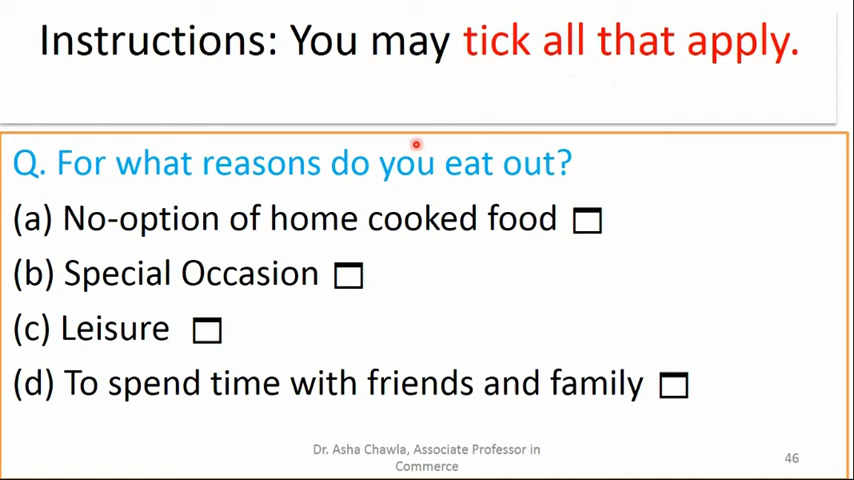 Instructions: You may tick all that apply.
Q. For what reasons do you eat out?
(a) No-option of home cooked food
(b) Special Occasion
(c) Leisure
(d) To spend time with friends and family
Dr. Asha Chawla, Associate Professor in
Commerce
46